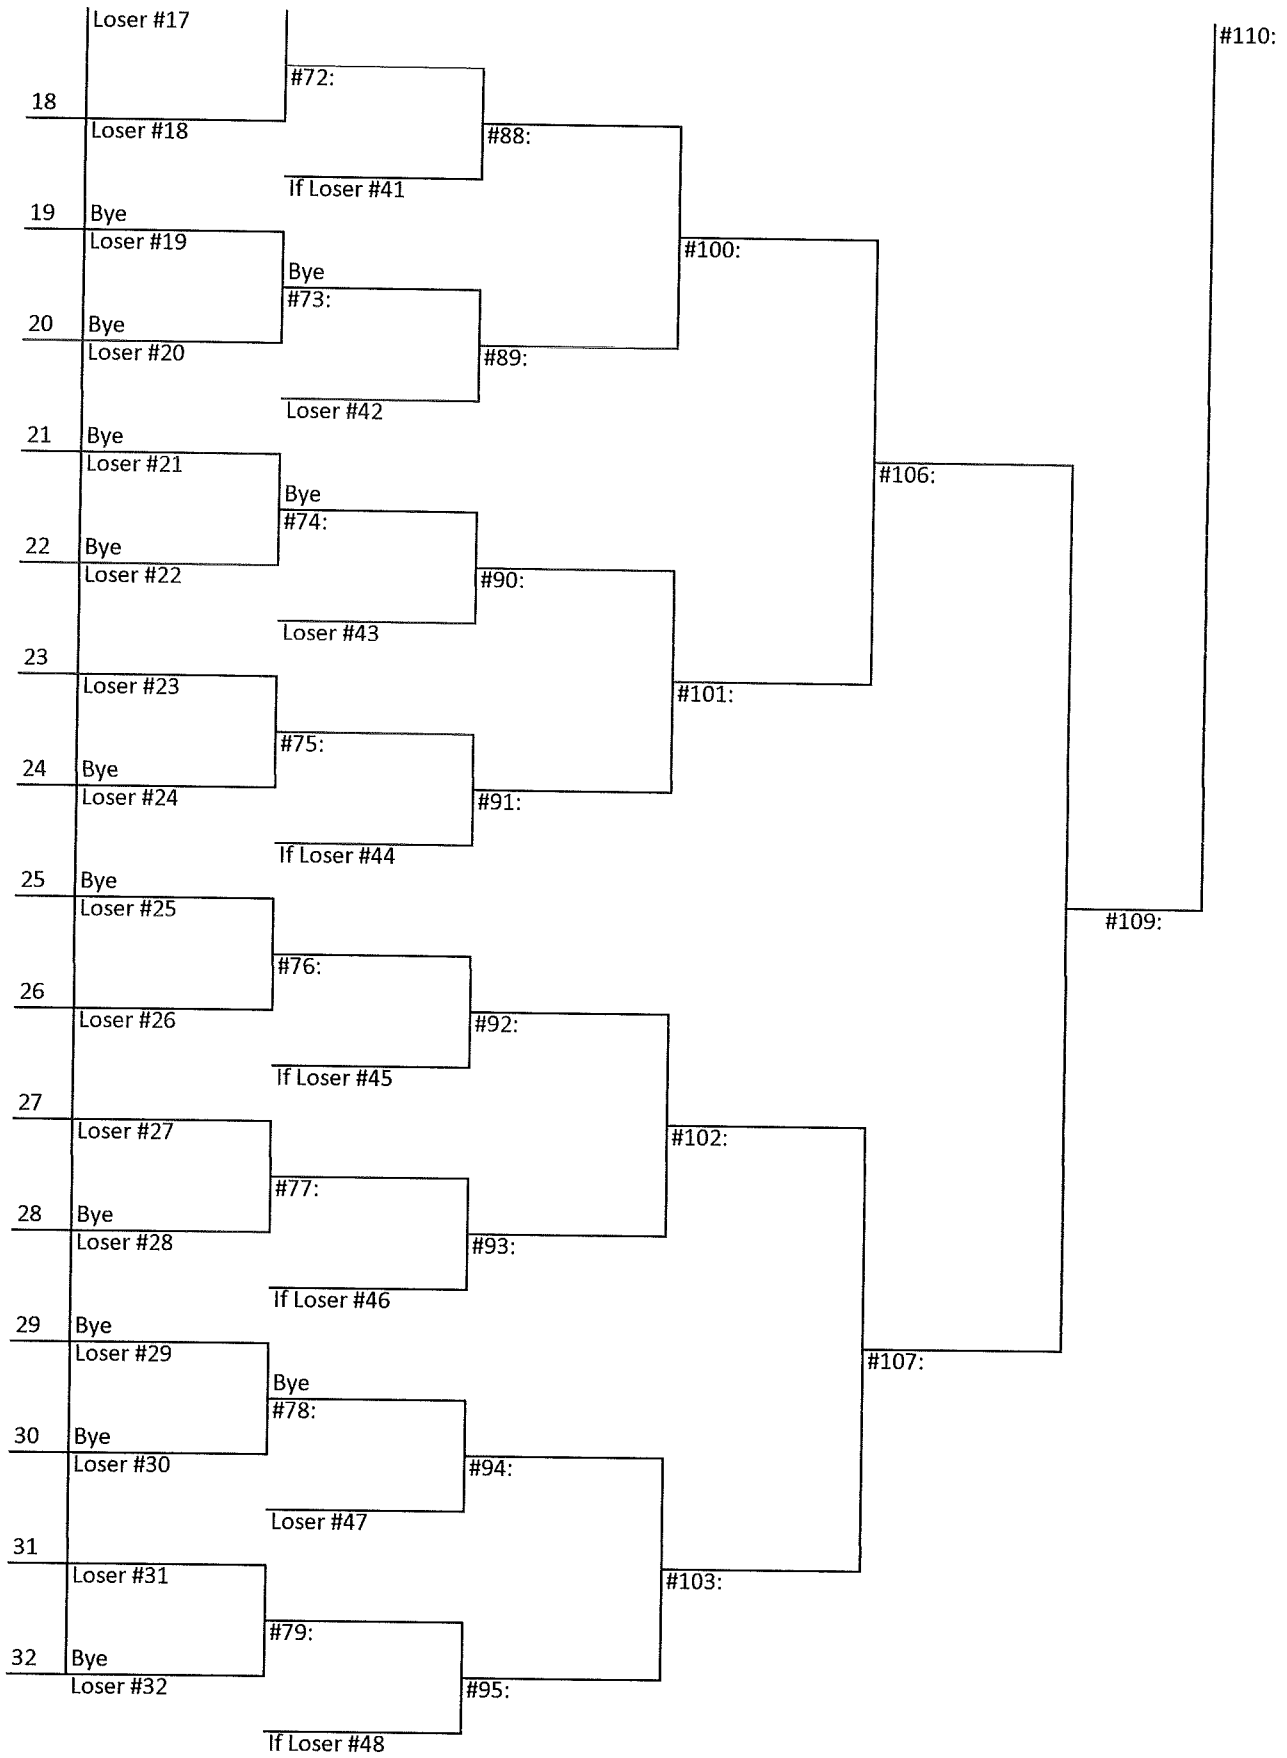 Loser #17
#110:
#72:
18
Loser #18
#88:
If Loser #41
19
Bye
Loser #19
#100:
Bye
#73:
20
Bye
Loser #20
#89:
Loser #42
21
Bye
Loser #21
#106:
Bye
#74:
22
Bye
Loser #22
#90:
Loser #43
23
Loser #23
#101:
#75:
24
Bye
Loser #24
#91:
If Loser #44
25
Bye
Loser #25
#109:
#76:
26
Loser #26
#92:
If Loser #45
27
Loser #27
#102:
#77:
28
Bye
Loser #28
#93:
If Loser #46
29
Bye
Loser #29
#107:
Bye
#78:
30
Bye
Loser #30
#94:
Loser #47
31
Loser #31
#103:
#79:
32
Bye
Loser #32
#95:
If Loser #48